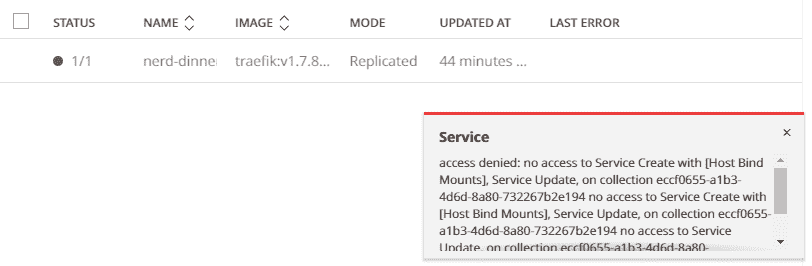 STATUS NAME IMAGE MODE UPDATED AT LAST ERROR
1/1 nerd-dinner traefik:v1.7.8... Replicated 44 minutes ...
Service ×
access denied: no access to Service Create with [Host Bind
Mounts], Service Update, on collection eccf0655-a1b3-
4d6d-8a80-732267b2e194 no access to Service Create with
[Host Bind Mounts], Service Update, on collection eccf0655-
a1b3-4d6d-8a80-732267b2e194 no access to Service
Update, on collection eccf0655-a1b3-4d6d-8a80-